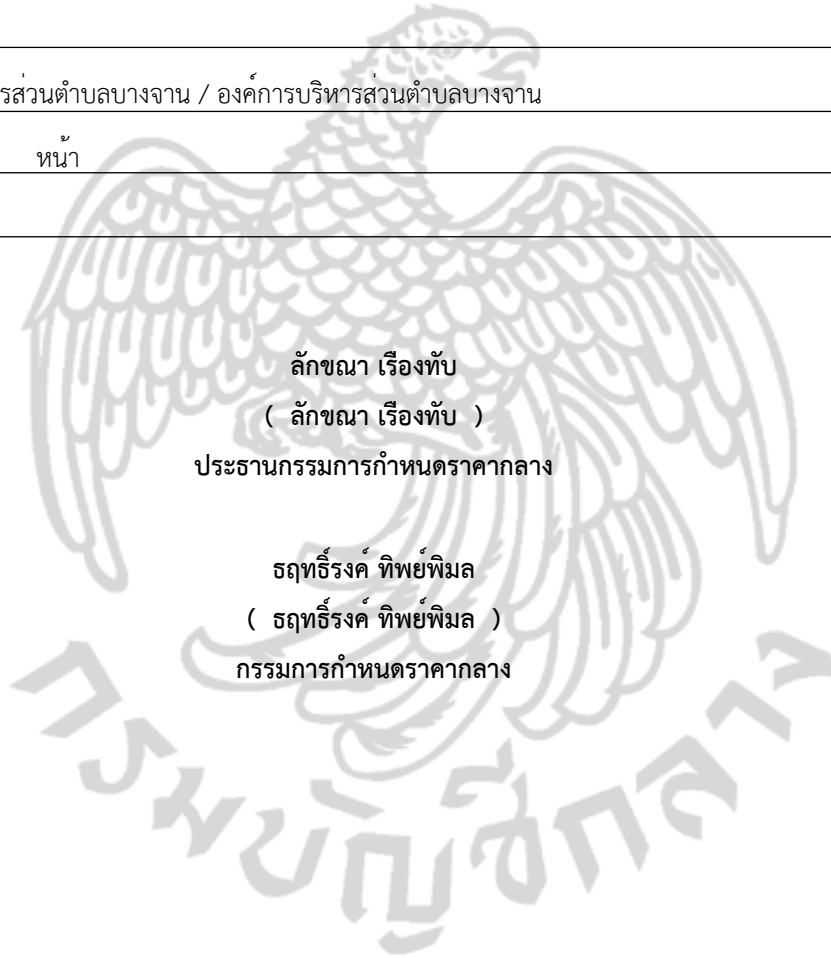 รส่วนตำบลบางจาน / องค์การบริหารส่วนตำบลบางจาน
หน้า
ลักขณา เรืองทับ
( ลักขณา เรืองทับ )
ประธานกรรมการกำหนดราคากลาง
ธฤทธิ์รงค์ ทิพย์พิมล
( ธฤทธิ์รงค์ ทิพย์พิมล )
กรรมการกำหนดราคากลาง
กรมบัญชีกลาง